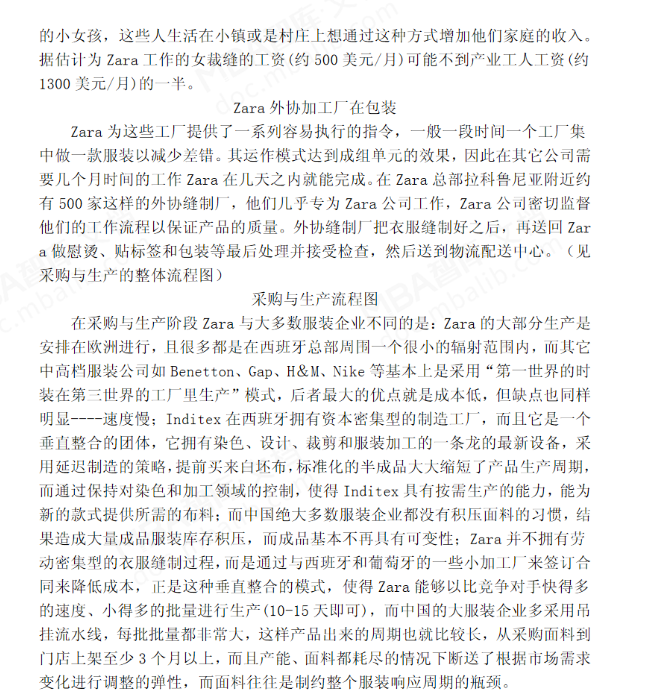 的小女孩，这些人生活在小镇或是村庄上想通过这种方式增加他们家庭的收入。
据估计为 Zara 工作的女裁缝的工资(约 500 美元/月)可能不到产业工人工资(约
1300 美元/月)的一半。
Zara 外协加工厂在包装
Zara 为这些工厂提供了一系列容易执行的指令，一般一段时间一个工厂集
中做一款服装以减少差错。其运作模式达到成组单元的效果，因此在其它公司需
要几个月时间的工作 Zara 在几天之内就能完成。在 Zara 总部拉科鲁尼亚附近约
有 500 家这样的外协缝制厂，他们几乎专为 Zara 公司工作，Zara 公司密切监督
他们的工作流程以保证产品的质量。外协缝制厂把衣服缝制好之后，再送回 Zar
a 做慰烫、贴标签和包装等最后处理并接受检查，然后送到物流配送中心。（见
采购与生产的整体流程图）
采购与生产流程图
在采购与生产阶段 Zara 与大多数服装企业不同的是：Zara 的大部分生产是
安排在欧洲进行，且很多都是在西班牙总部周围一个很小的辐射范围内，而其它
中高档服装公司如 Benetton、Gap、H&M、Nike 等基本上是采用“第一世界的时
装在第三世界的工厂里生产”模式，后者最大的优点就是成本低，但缺点也同样
明显----速度慢；Inditex 在西班牙拥有资本密集型的制造工厂，而且它是一个
垂直整合的团体，它拥有染色、设计、裁剪和服装加工的一条龙的最新设备，采
用延迟制造的策略，提前买来白坯布，标准化的半成品大大缩短了产品生产周期，
而通过保持对染色和加工领域的控制，使得 Inditex 具有按需生产的能力，能为
新的款式提供所需的布料；而中国绝大多数服装企业都没有积压面料的习惯，结
果造成大量成品服装库存积压，而成品基本不再具有可变性；Zara 并不拥有劳
动密集型的衣服缝制过程，而是通过与西班牙和葡萄牙的一些小加工厂来签订合
同来降低成本，正是这种垂直整合的模式，使得 Zara 能够以比竞争对手快得多
的速度、小得多的批量进行生产(10-15 天即可)，而中国的大服装企业多采用吊
挂流水线，每批批量都非常大，这样产品出来的周期也就比较长，从采购面料到
门店上架至少 3 个月以上，而且产能、面料都耗尽的情况下断送了根据市场需求
变化进行调整的弹性，而面料往往是制约整个服装响应周期的瓶颈。